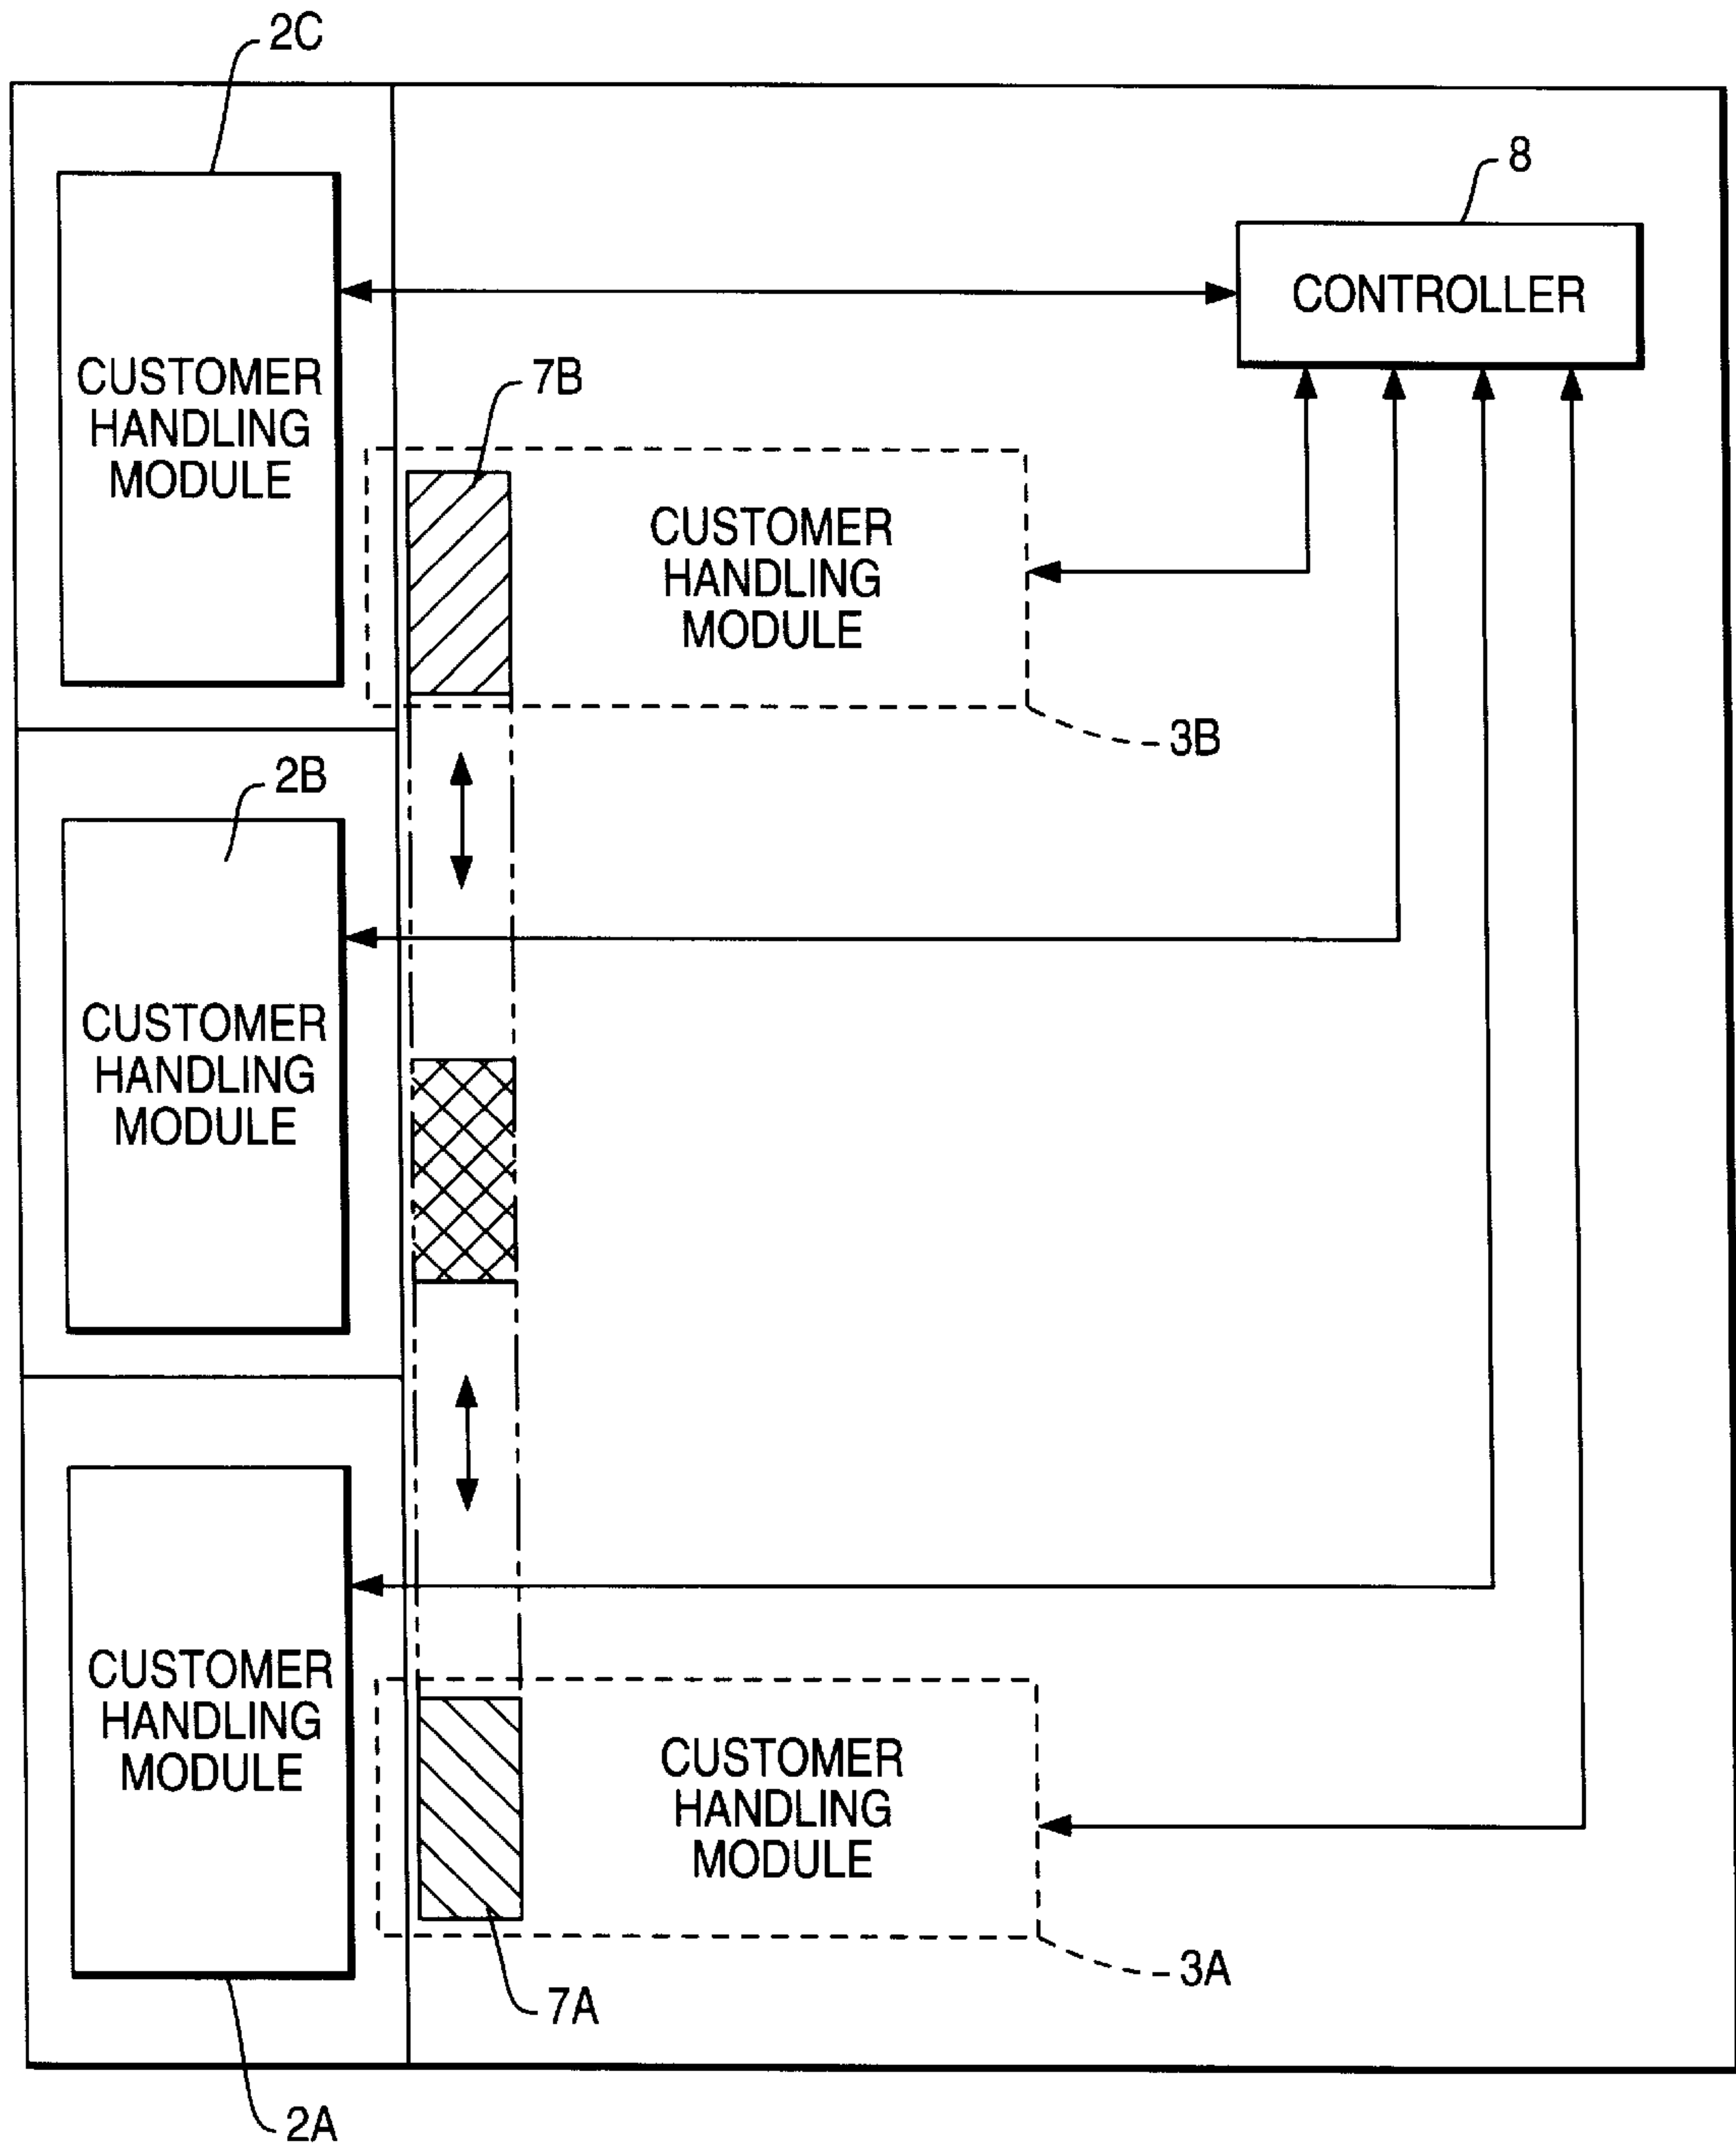 2C
8
CONTROLLER
CUSTOMER
HANDLING
MODULE
7B
CUSTOMER
HANDLING
MODULE
3B
2B
CUSTOMER
HANDLING
MODULE
CUSTOMER
HANDLING
MODULE
CUSTOMER
HANDLING
MODULE
3A
7A
2A